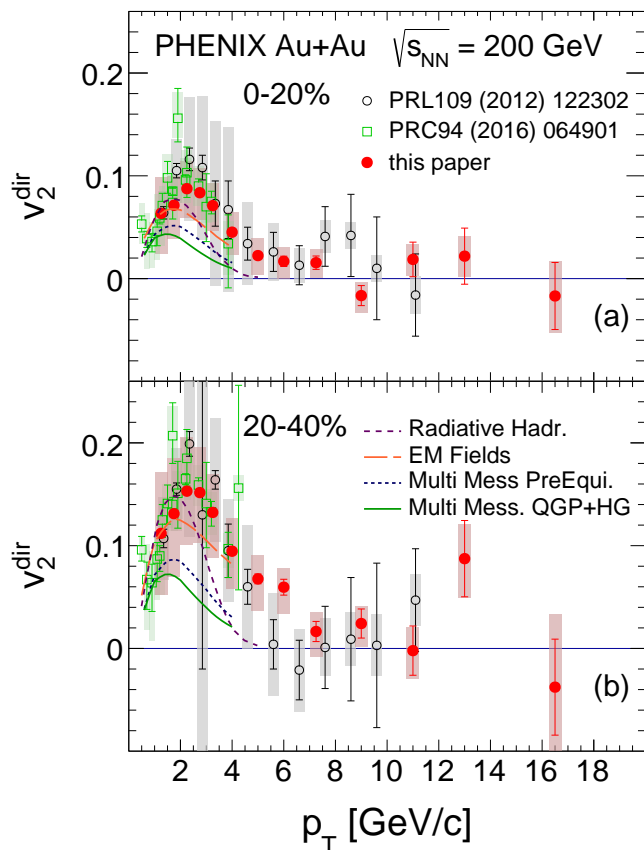 PHENIX Au+Au √s_NN = 200 GeV
0-20%
PRL109 (2012) 122302
PRC94 (2016) 064901
this paper
v_2^dir
0.2
0.1
0
(a)
20-40%
Radiative Hadr.
EM Fields
Multi Mess PreEqui.
Multi Mess. QGP+HG
v_2^dir
0.2
0.1
0
(b)
2 4 6 8 10 12 14 16 18
p_T [GeV/c]